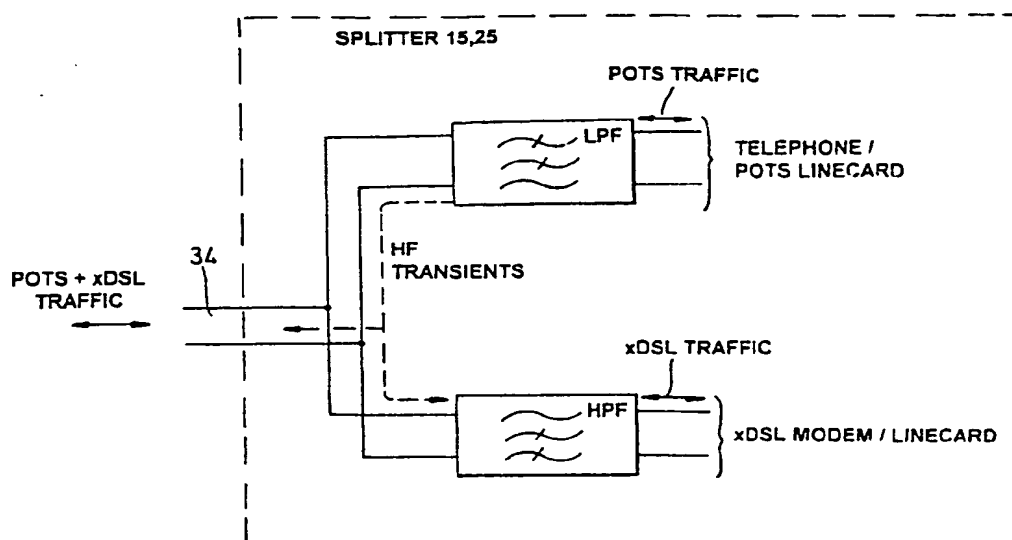 SPLITTER 15,25
POTS TRAFFIC
LPF
TELEPHONE /
POTS LINECARD
HF
TRANSIENTS
34
POTS + xDSL
TRAFFIC
xDSL TRAFFIC
HPF
xDSL MODEM / LINECARD